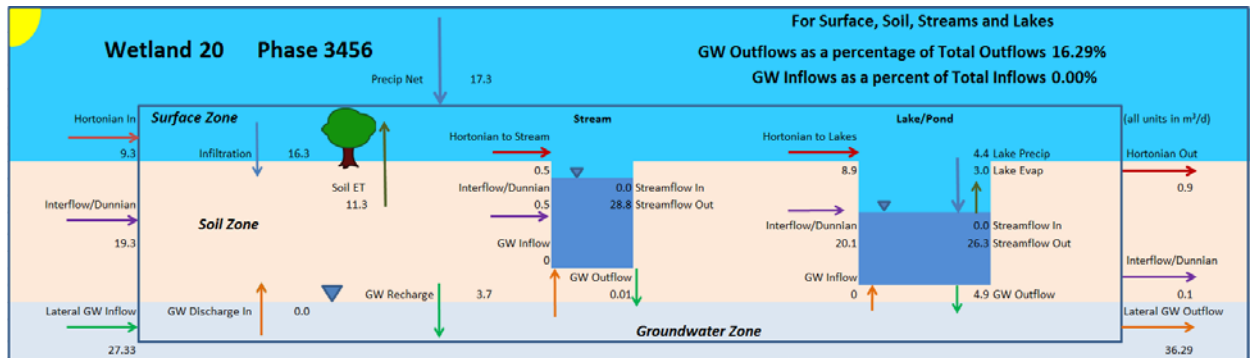 For Surface, Soil, Streams and Lakes
Wetland 20 Phase 3456
GW Outflows as a percentage of Total Outflows 16.29%
GW Inflows as a percent of Total Inflows 0.00%
Precip Net 17.3
Hortonian In
Surface Zone
Stream
Lake/Pond
(all units in m³/d)
Hortonian to Stream
Hortonian to Lakes
9.3
Infiltration 16.3
4.4 Lake Precip
Hortonian Out
0.5
8.9
3.0 Lake Evap
Soil ET
Interflow/Dunnian
0.0 Streamflow In
0.9
Interflow/Dunnian
11.3
0.5
28.8 Streamflow Out
Soil Zone
Interflow/Dunnian
0.0 Streamflow In
19.3
GW Inflow
20.1
26.3 Streamflow Out
0
Interflow/Dunnian
GW Outflow
GW Inflow
GW Recharge 3.7
0.01
0
4.9 GW Outflow
0.1
Lateral GW Inflow
GW Discharge In 0.0
Lateral GW Outflow
Groundwater Zone
27.33
36.29